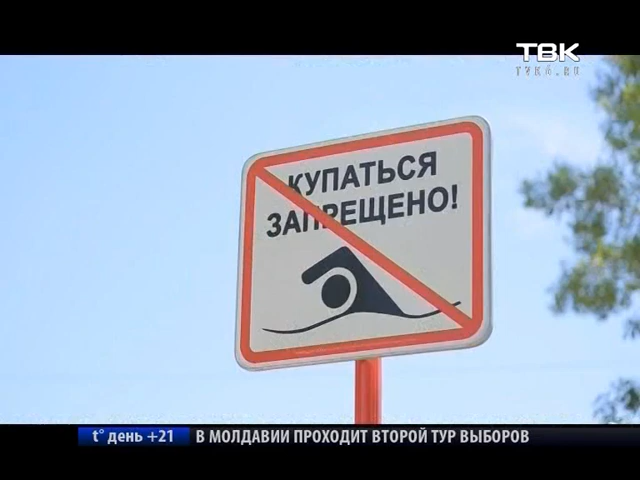 ТВК
TVK6.RU
КУПАТЬСЯ
ЗАПРЕЩЕНО!
t° день +21
В МОЛДАВИИ ПРОХОДИТ ВТОРОЙ ТУР ВЫБОРОВ